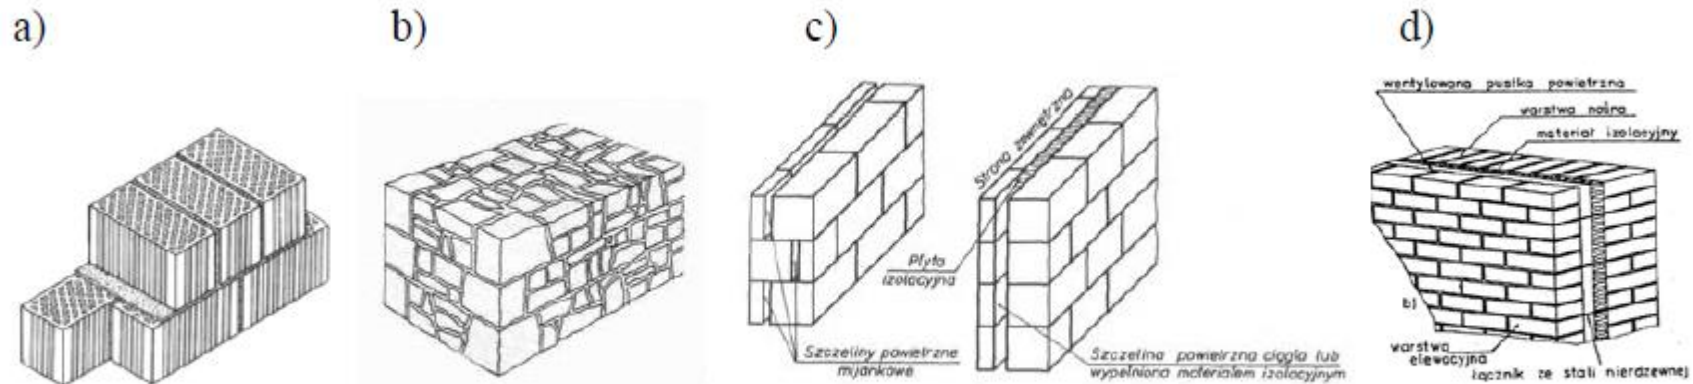 a)
b)
c)
d)
Strona zewnętrzna
Płyta
izolacyjna
Szczeliny powietrzne
mijankowe
Szczelina powietrzna ciągła lub
wypełniona materiałem izolacyjnym
wentylowana pustka powietrzna
warstwa nośna
materiał izolacyjny
b)
warstwa
elewacyjna
łącznik ze stali nierdzewnej